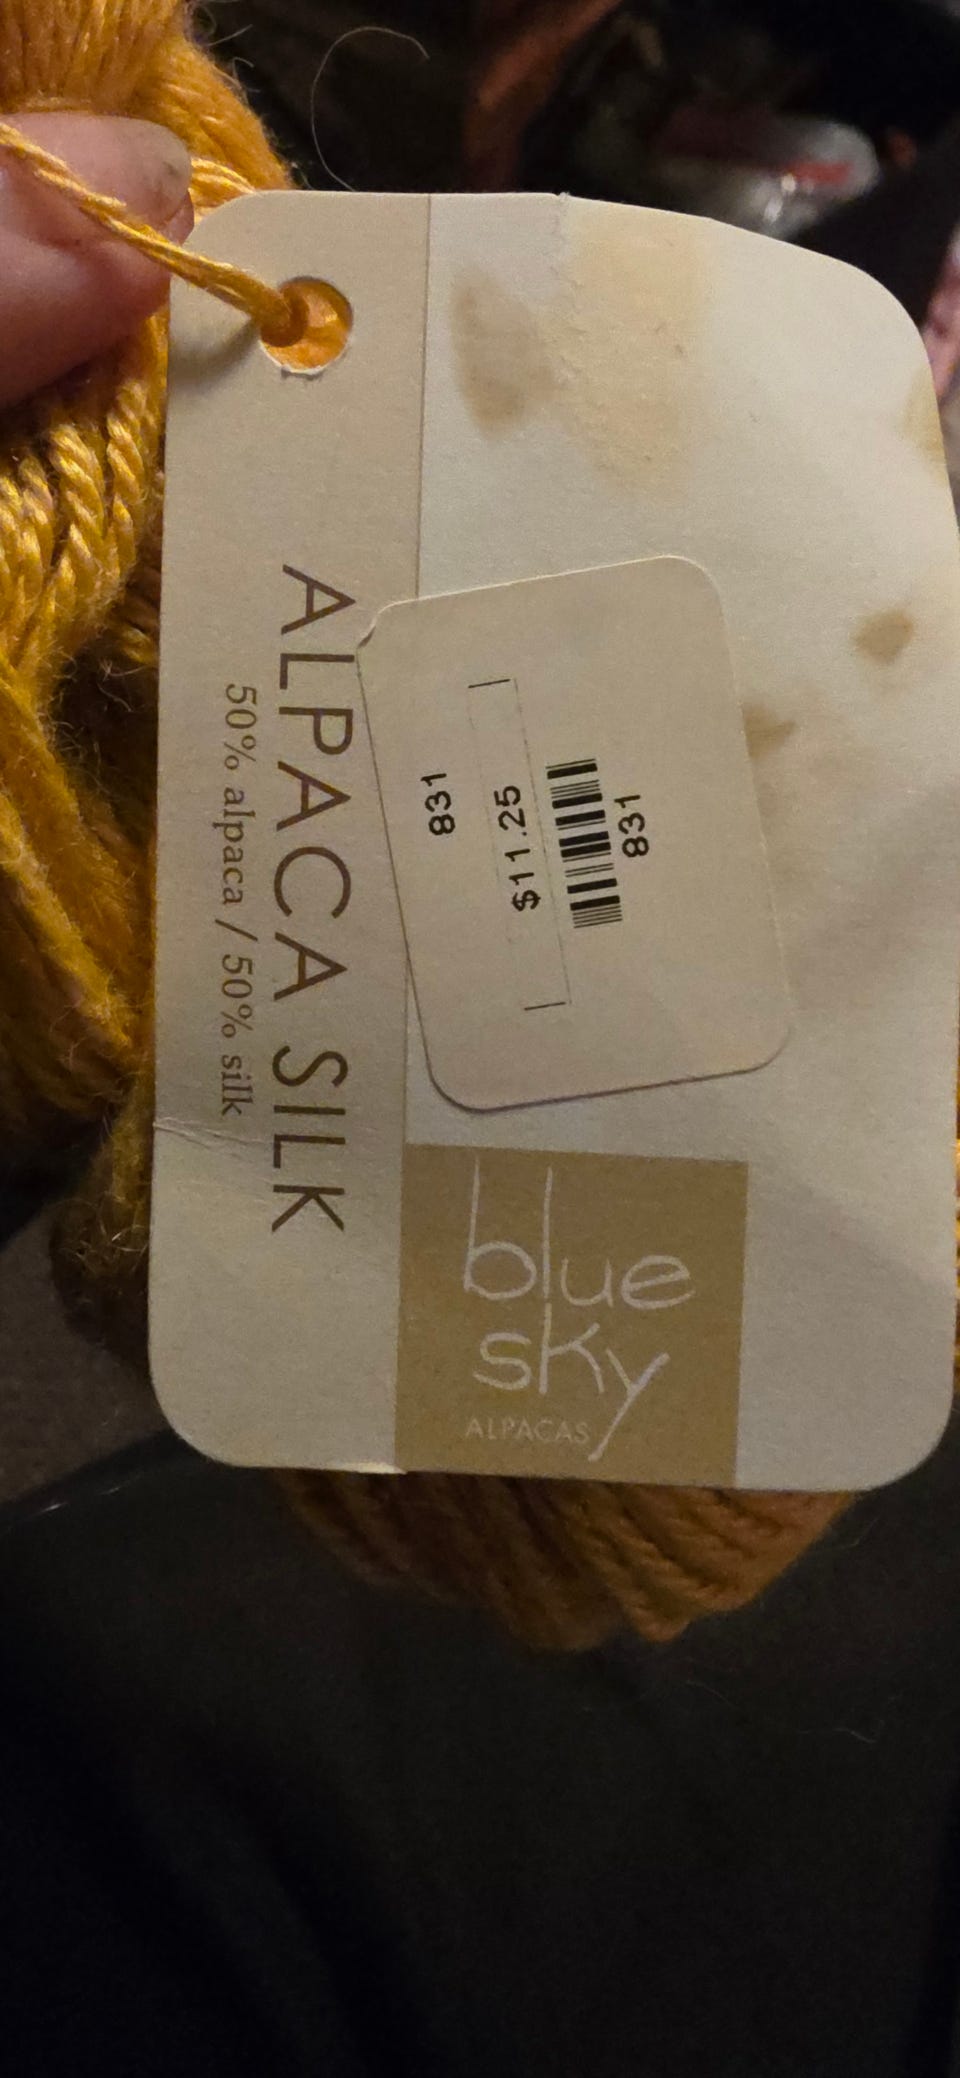 ALPACA SILK
50% alpaca / 50% silk
831
$11.25
831
blue
sky
ALPACAS